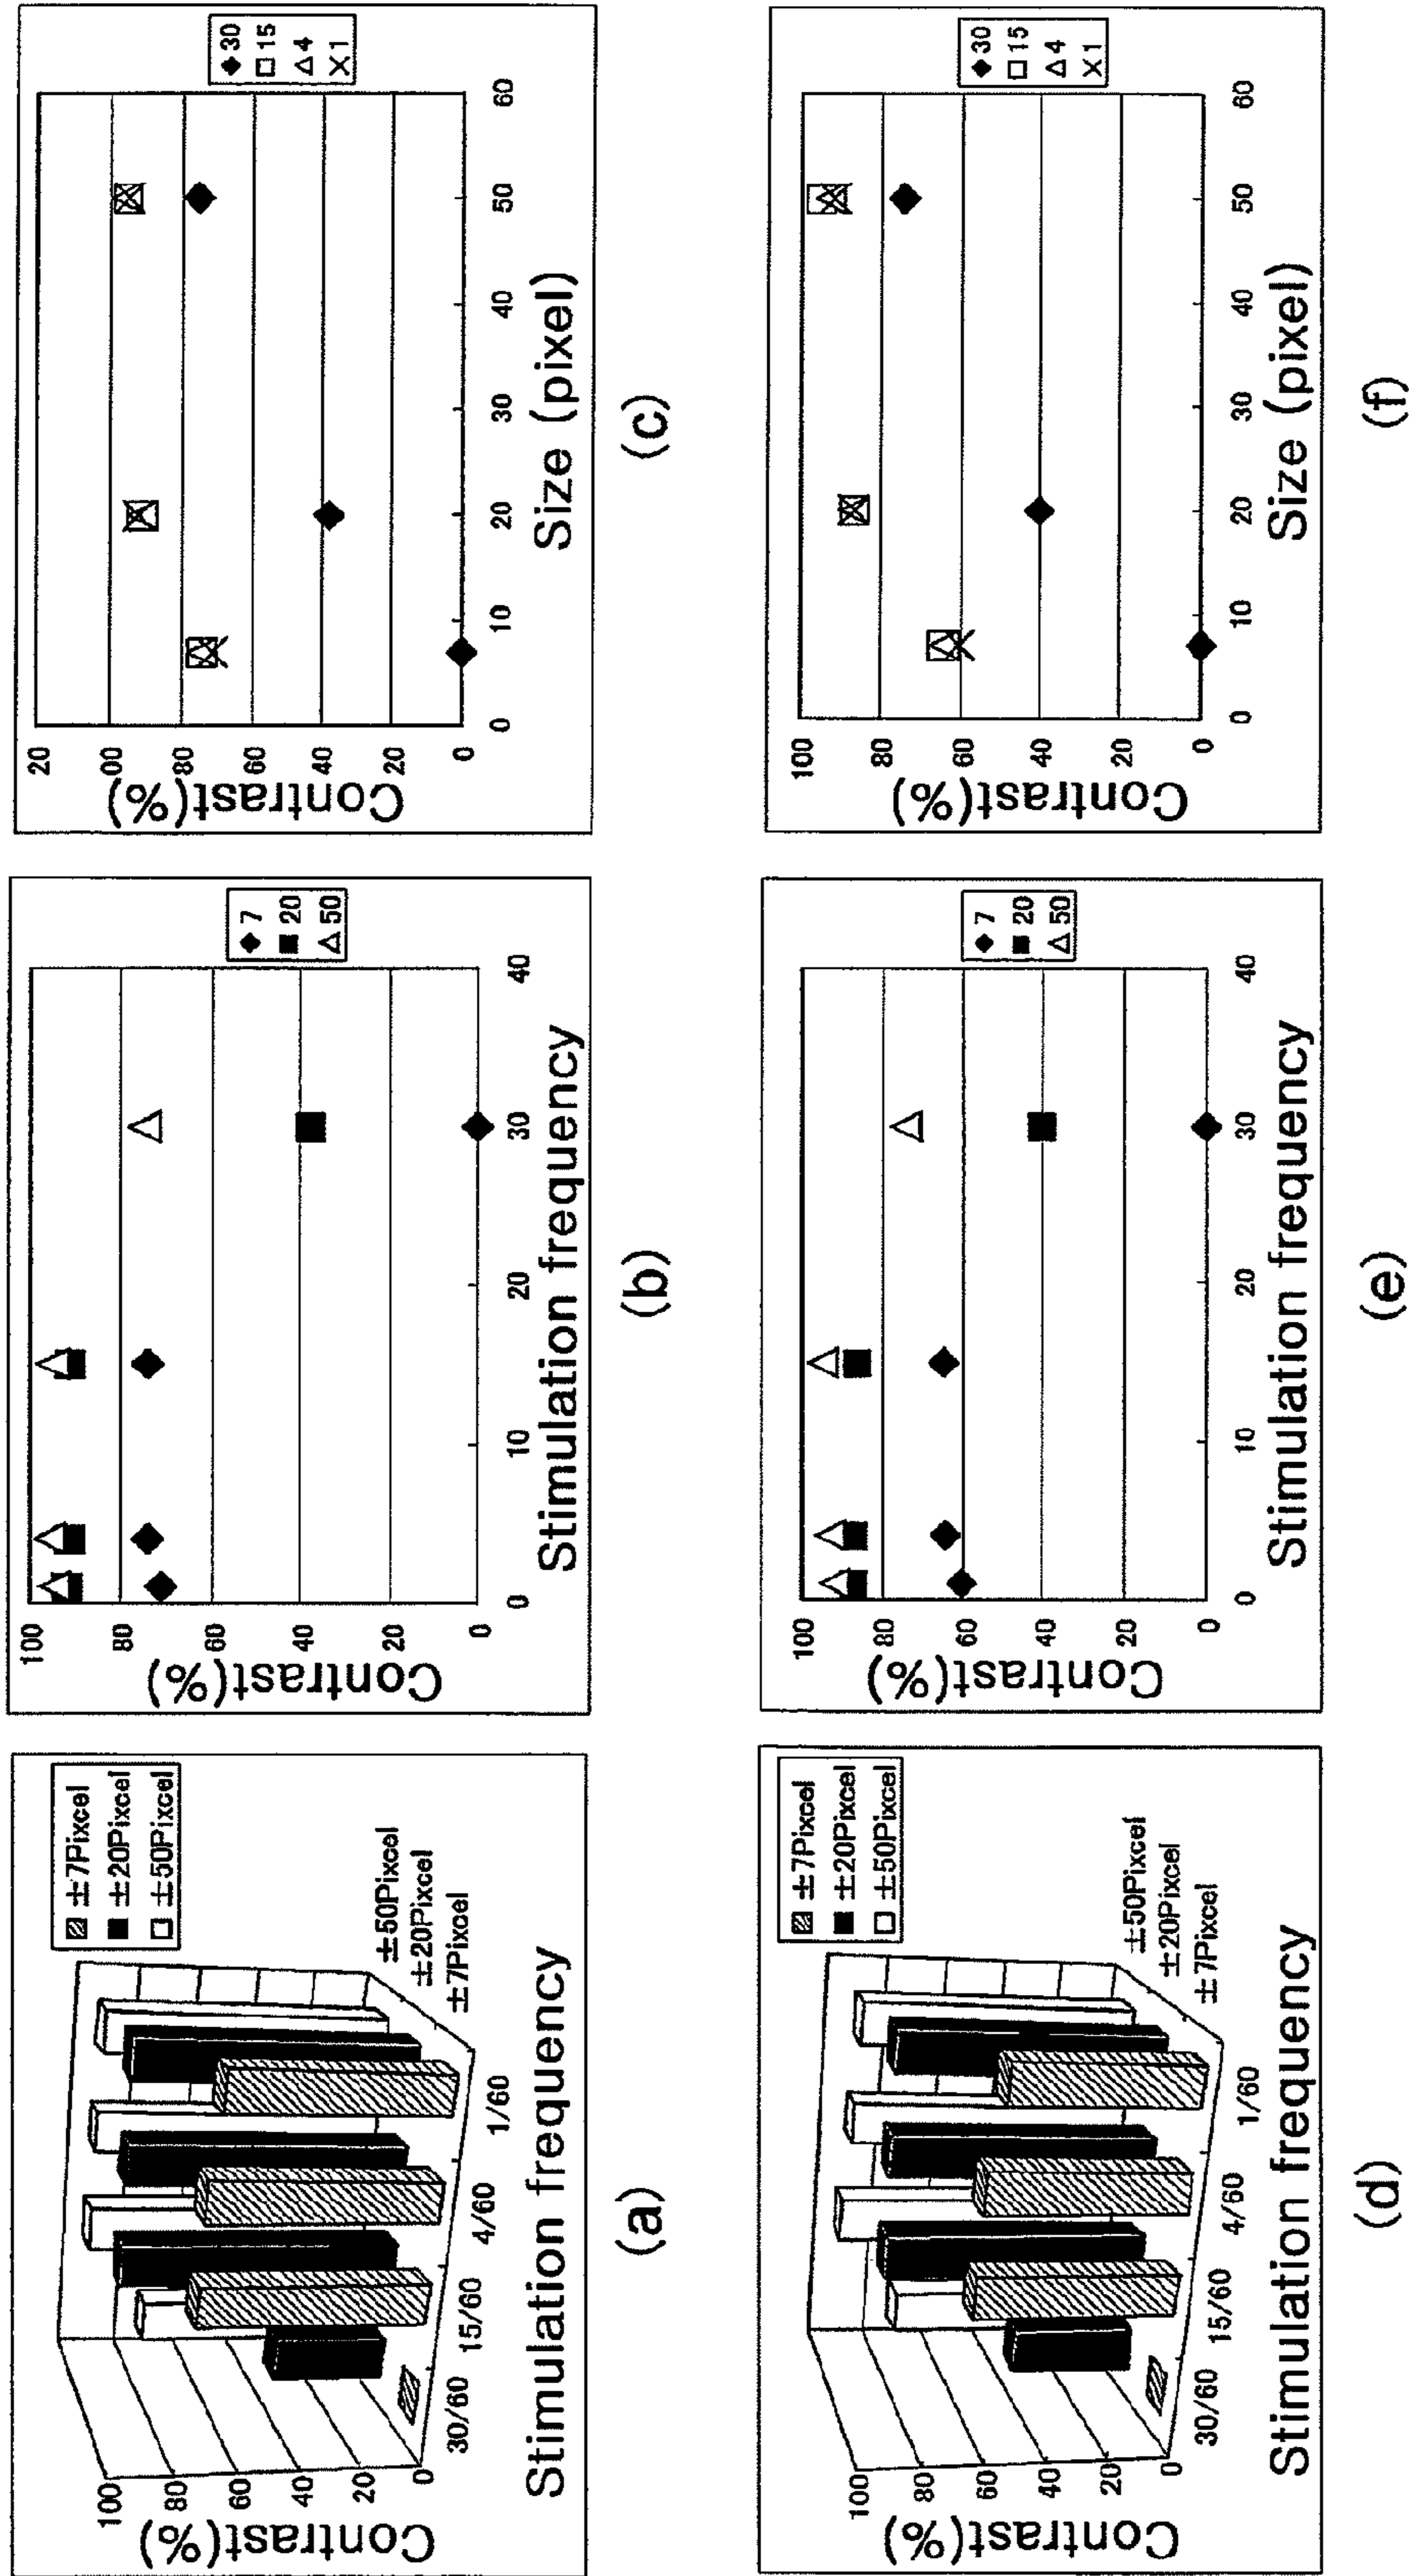 Contrast(%)
100
80
60
40
20
0
30/60
15/60
4/60
1/60
±7Pixcel
±20Pixcel
±50Pixcel
±7Pixcel
±20Pixcel
±50Pixcel
Stimulation frequency
(a)
Contrast(%)
100
80
60
40
20
0
0
10
20
30
40
7
20
50
Stimulation frequency
(b)
Contrast(%)
20
00
80
60
40
20
0
0
10
20
30
40
50
60
30
15
4
1
Size (pixel)
(c)
Contrast(%)
100
80
60
40
20
0
30/60
15/60
4/60
1/60
±7Pixcel
±20Pixcel
±50Pixcel
±7Pixcel
±20Pixcel
±50Pixcel
Stimulation frequency
(d)
Contrast(%)
100
80
60
40
20
0
0
10
20
30
40
7
20
50
Stimulation frequency
(e)
Contrast(%)
100
80
60
40
20
0
0
10
20
30
40
50
60
30
15
4
1
Size (pixel)
(f)